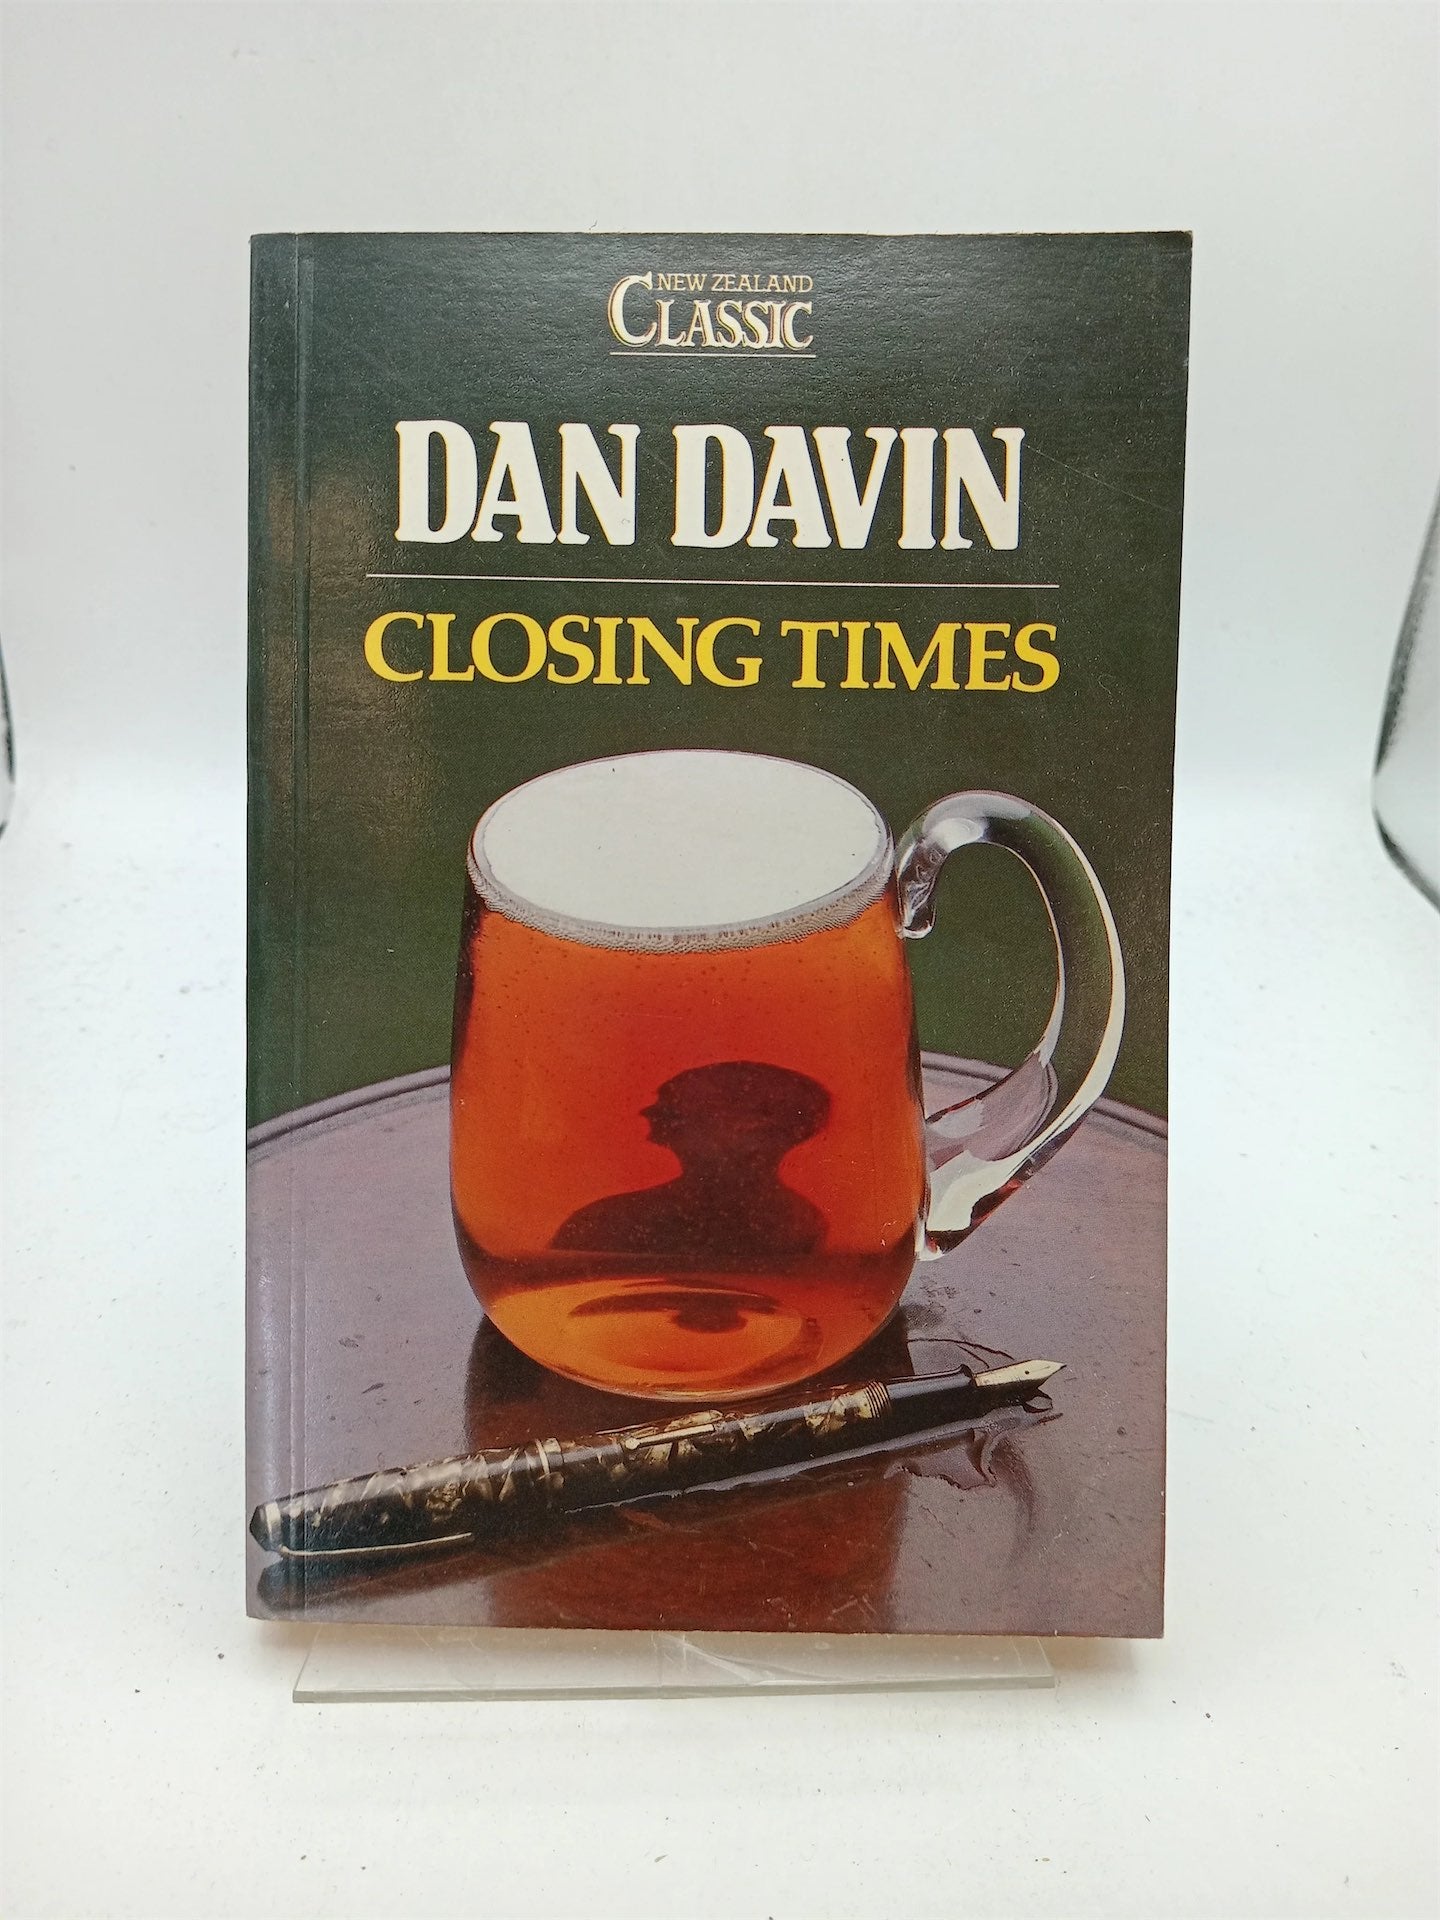 NEW ZEALAND
CLASSIC
DAN DAVIN
CLOSING TIMES